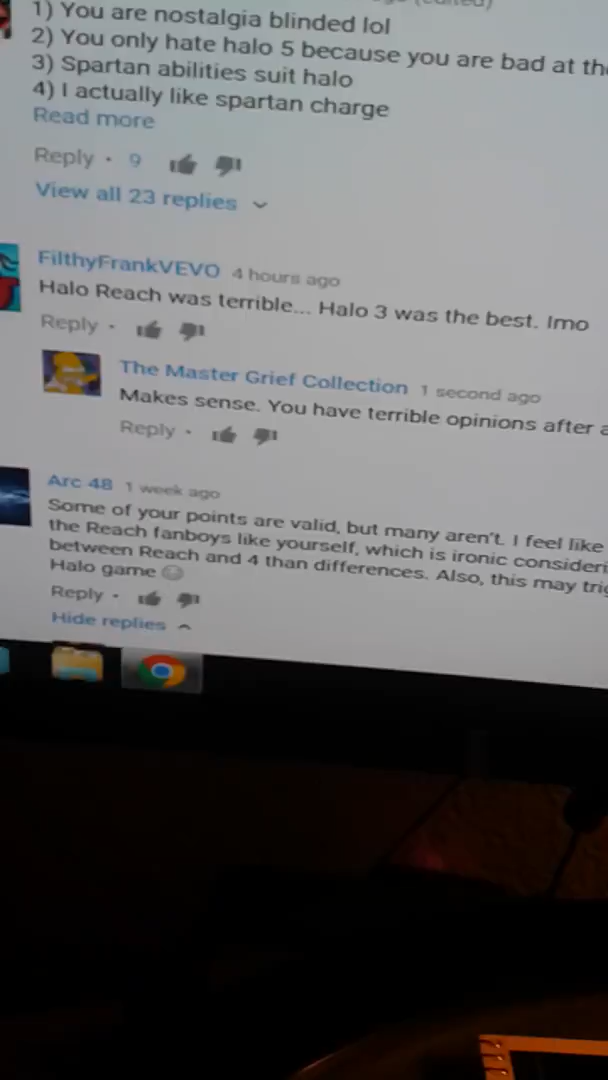 1) You are nostalgia blinded lol
2) You only hate halo 5 because you are bad at the
3) Spartan abilities suit halo
4) I actually like spartan charge
Read more
Reply · 9
View all 23 replies
FilthyFrankVEVO 4 hours ago
Halo Reach was terrible... Halo 3 was the best. Imo
Reply ·
The Master Grief Collection 1 second ago
Makes sense. You have terrible opinions after a
Reply ·
Arc 48 1 week ago
Some of your points are valid, but many aren't. I feel like
the Reach fanboys like yourself, which is ironic consideri
between Reach and 4 than differences. Also, this may trig
Halo game
Reply ·
Hide replies